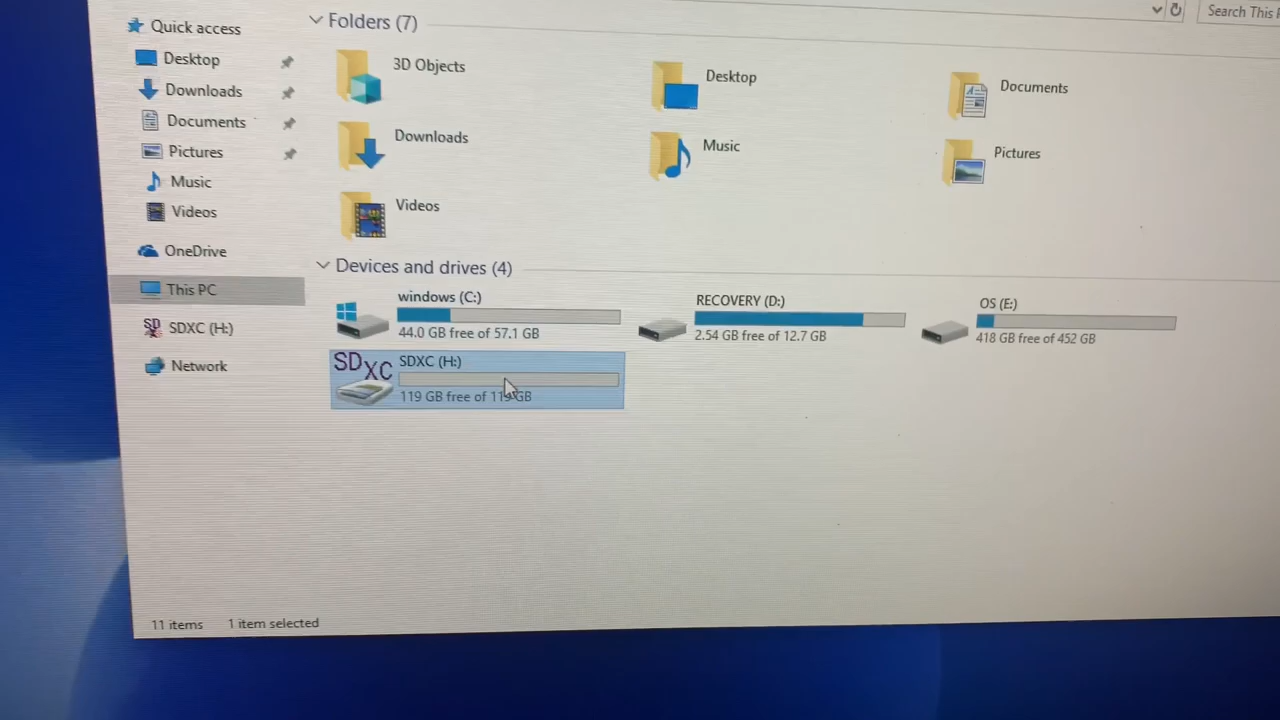 Quick access
Desktop
Downloads
Documents
Pictures
Music
Videos
OneDrive
This PC
SDXC (H:)
Network
Search This
Folders (7)
3D Objects
Desktop
Documents
Downloads
Music
Pictures
Videos
Devices and drives (4)
windows (C:)
44.0 GB free of 57.1 GB
RECOVERY (D:)
2.54 GB free of 12.7 GB
OS (E:)
418 GB free of 452 GB
SDXC
SDXC (H:)
119 GB free of 119 GB
11 items 1 item selected